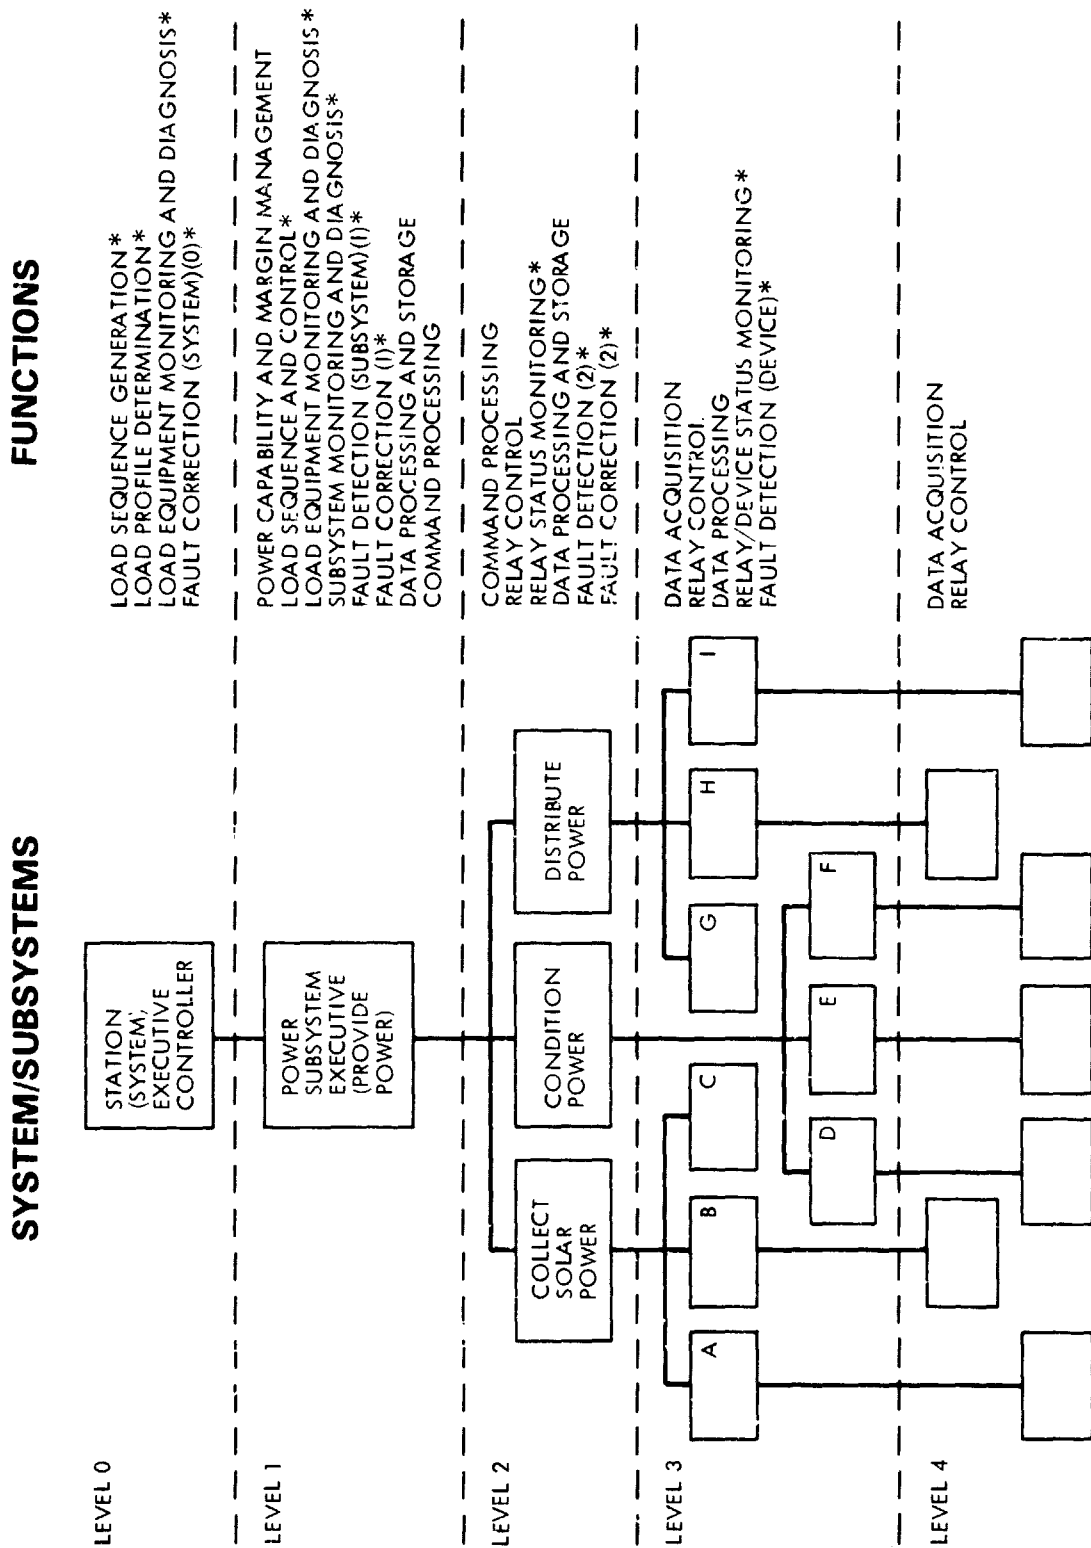 SYSTEM/SUBSYSTEMS
FUNCTIONS
LEVEL 0
STATION
(SYSTEM,
EXECUTIVE
CONTROLLER
LOAD SEQUENCE GENERATION*
LOAD PROFILE DETERMINATION*
LOAD EQUIPMENT MONITORING AND DIAGNOSIS*
FAULT CORRECTION (SYSTEM)(0)*
LEVEL 1
POWER
SUBSYSTEM
EXECUTIVE
(PROVIDE
POWER)
POWER CAPABILITY AND MARGIN MANAGEMENT
LOAD SEQUENCE AND CONTROL*
LOAD EQUIPMENT MONITORING AND DIAGNOSIS*
SUBSYSTEM MONITORING AND DIAGNOSIS*
FAULT DETECTION (SUBSYSTEM)(1)*
FAULT CORRECTION (1)*
DATA PROCESSING AND STORAGE
COMMAND PROCESSING
LEVEL 2
COLLECT
SOLAR
POWER
CONDITION
POWER
DISTRIBUTE
POWER
COMMAND PROCESSING
RELAY CONTROL
RELAY STATUS MONITORING*
DATA PROCESSING AND STORAGE
FAULT DETECTION (2)*
FAULT CORRECTION (2)*
LEVEL 3
A
B
C
D
E
F
G
H
I
DATA ACQUISITION
RELAY CONTROL
DATA PROCESSING
RELAY/DEVICE STATUS MONITORING*
FAULT DETECTION (DEVICE)*
LEVEL 4
DATA ACQUISITION
RELAY CONTROL